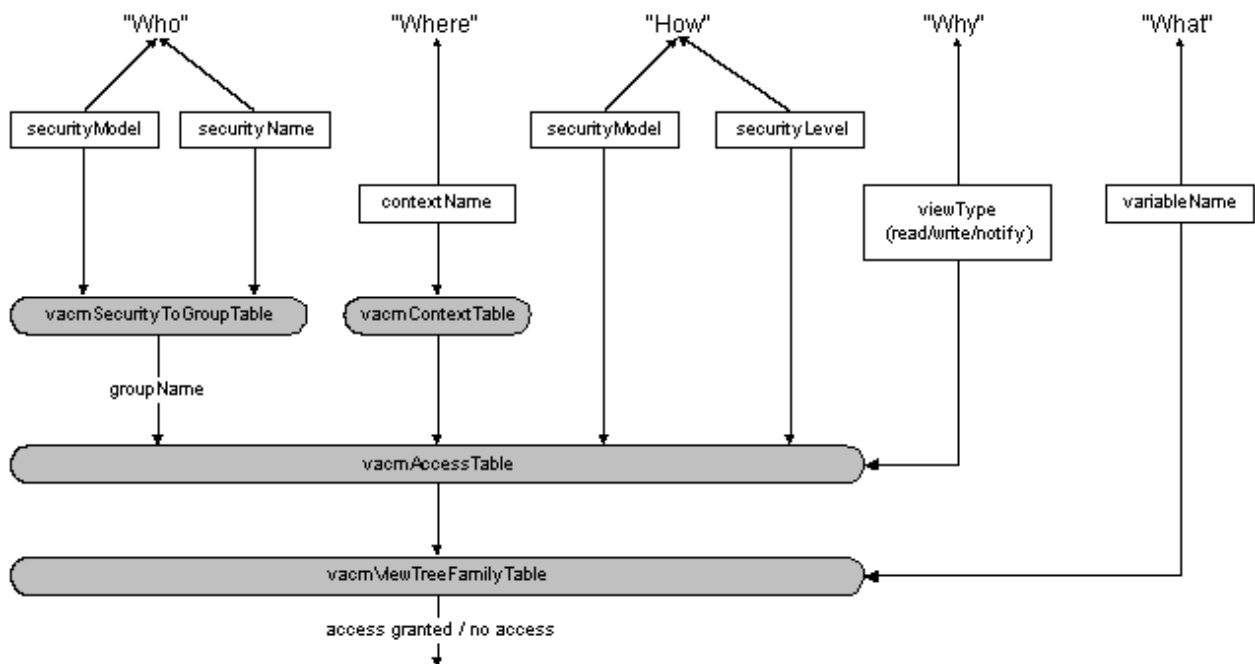 "Who" "Where" "How" "Why" "What"
securityModel securityName securityModel securityLevel
contextName viewType variableName
(read/write/notify)
vacmSecurityToGroupTable vacmContextTable
groupName
vacmAccessTable
vacmViewTreeFamilyTable
access granted / no access